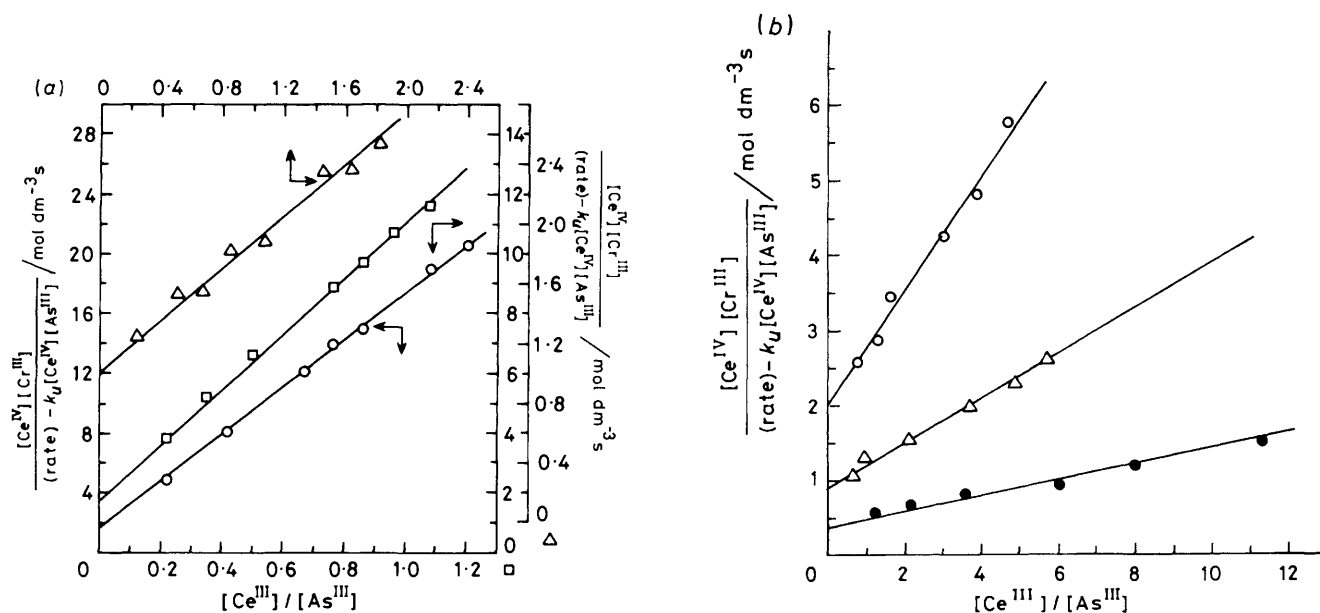 (a)
0 0·4 0·8 1·2 1·6 2·0 2·4
28
24
20
16
12
8
4
0
[Ce^IV][Cr^III]
(rate) - k_u[Ce^IV][As^III] / mol dm^-3 s
0 0·2 0·4 0·6 0·8 1·0 1·2
[Ce^III]/[As^III]
14
12
10
8
6
4
2
0
□
2·4
2·0
1·6
1·2
0·8
0·4
0
△
[Ce^IV][Cr^III]
(rate) - k_u[Ce^IV][As^III] / mol dm^-3 s
(b)
6
5
4
3
2
1
[Ce^IV][Cr^III]
(rate) - k_u[Ce^IV][As^III] / mol dm^-3 s
0 2 4 6 8 10 12
[Ce^III]/[As^III]